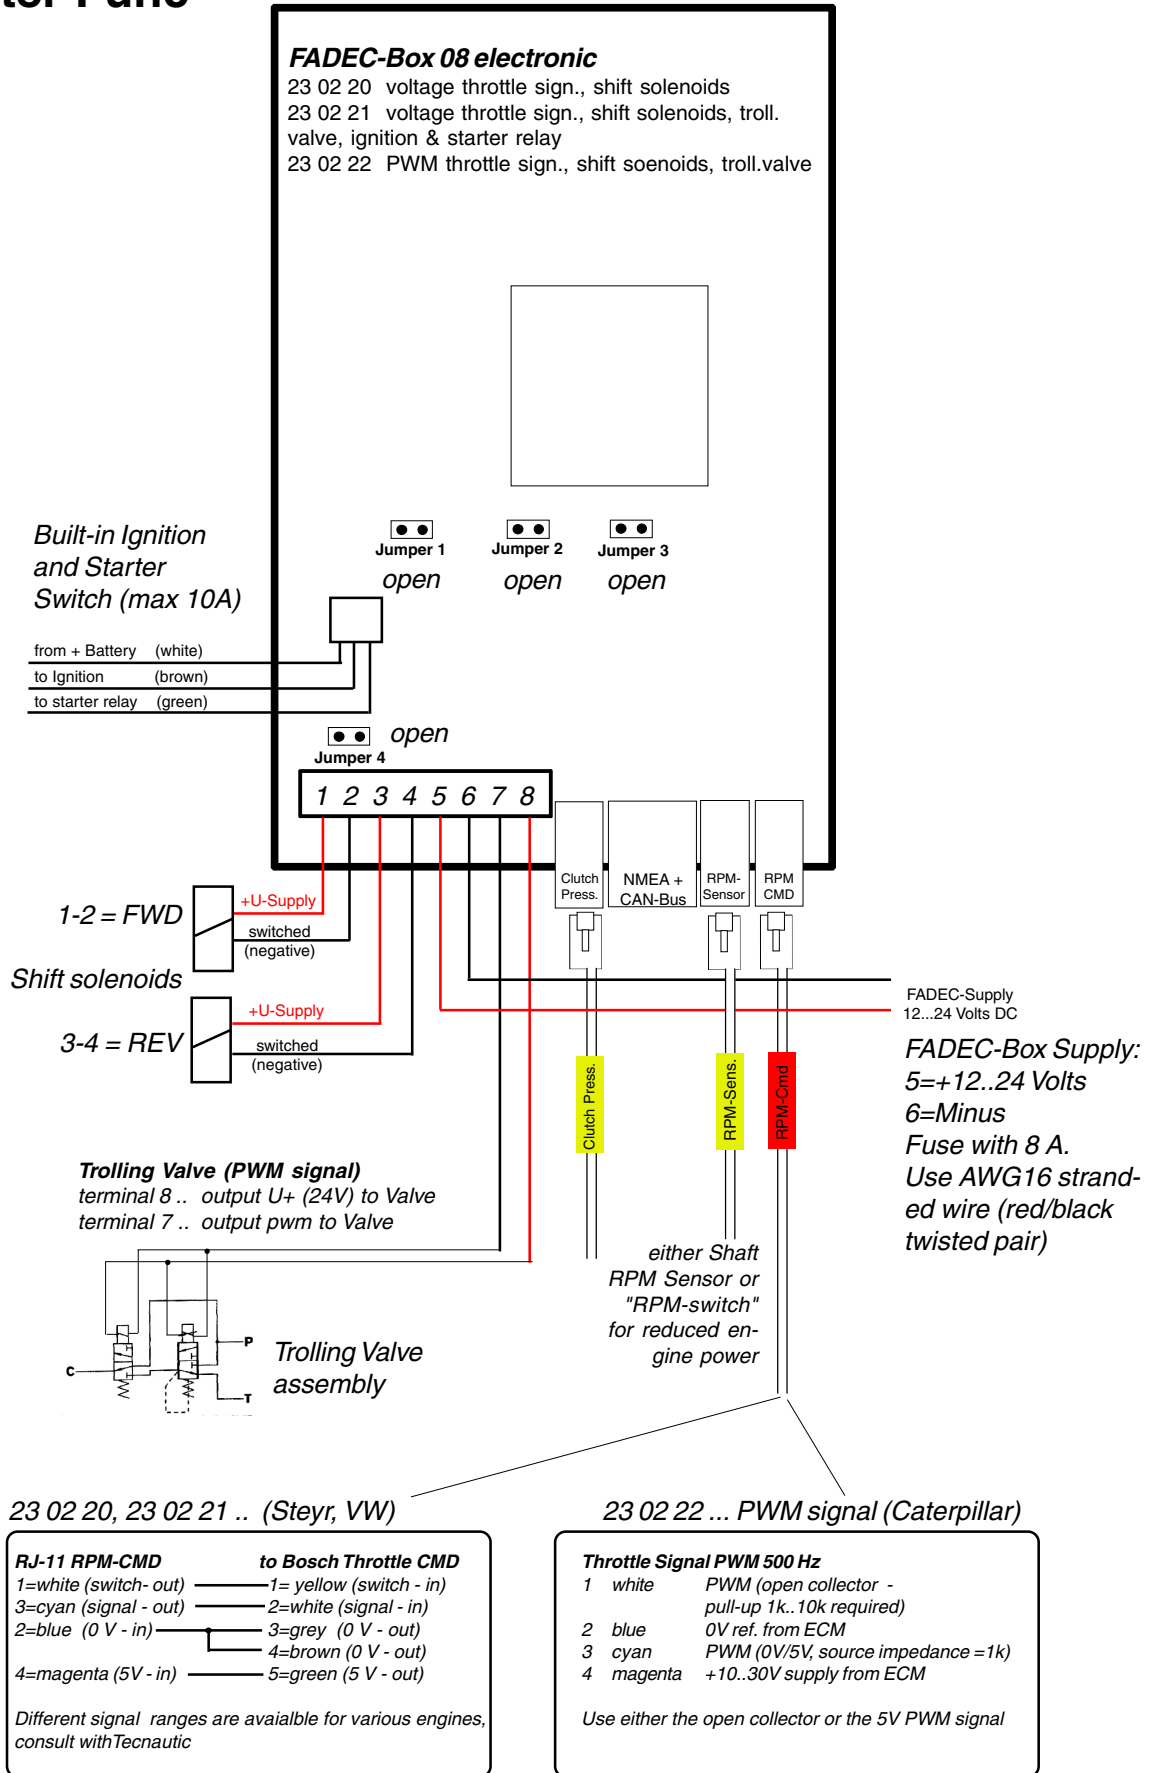 FADEC-Box 08 electronic
23 02 20 voltage throttle sign., shift solenoids
23 02 21 voltage throttle sign., shift solenoids, troll.
valve, ignition & starter relay
23 02 22 PWM throttle sign., shift soenoids, troll.valve
Built-in Ignition
and Starter
Switch (max 10A)
Jumper 1
open
Jumper 2
open
Jumper 3
open
from + Battery (white)
to Ignition (brown)
to starter relay (green)
open
Jumper 4
1 2 3 4 5 6 7 8
Clutch
Press.
NMEA +
CAN-Bus
RPM-
Sensor
RPM
CMD
1-2 = FWD
+U-Supply
switched
(negative)
Shift solenoids
3-4 = REV
+U-Supply
switched
(negative)
FADEC-Supply
12...24 Volts DC
FADEC-Box Supply:
5=+12..24 Volts
6=Minus
Fuse with 8 A.
Use AWG16 strand-
ed wire (red/black
twisted pair)
Clutch Press.
RPM-Sens.
RPM-Cmd
Trolling Valve (PWM signal)
terminal 8 .. output U+ (24V) to Valve
terminal 7 .. output pwm to Valve
either Shaft
RPM Sensor or
"RPM-switch"
for reduced en-
gine power
P
C
T
Trolling Valve
assembly
23 02 20, 23 02 21 .. (Steyr, VW)
RJ-11 RPM-CMD to Bosch Throttle CMD
1=white (switch- out) 1= yellow (switch - in)
3=cyan (signal - out) 2=white (signal - in)
2=blue (0 V - in) 3=grey (0 V - out)
4=brown (0 V - out)
4=magenta (5V - in) 5=green (5 V - out)
Different signal ranges are avaialble for various engines,
consult withTecnautic
23 02 22 ... PWM signal (Caterpillar)
Throttle Signal PWM 500 Hz
1 white PWM (open collector -
pull-up 1k..10k required)
2 blue 0V ref. from ECM
3 cyan PWM (0V/5V, source impedance =1k)
4 magenta +10..30V supply from ECM
Use either the open collector or the 5V PWM signal